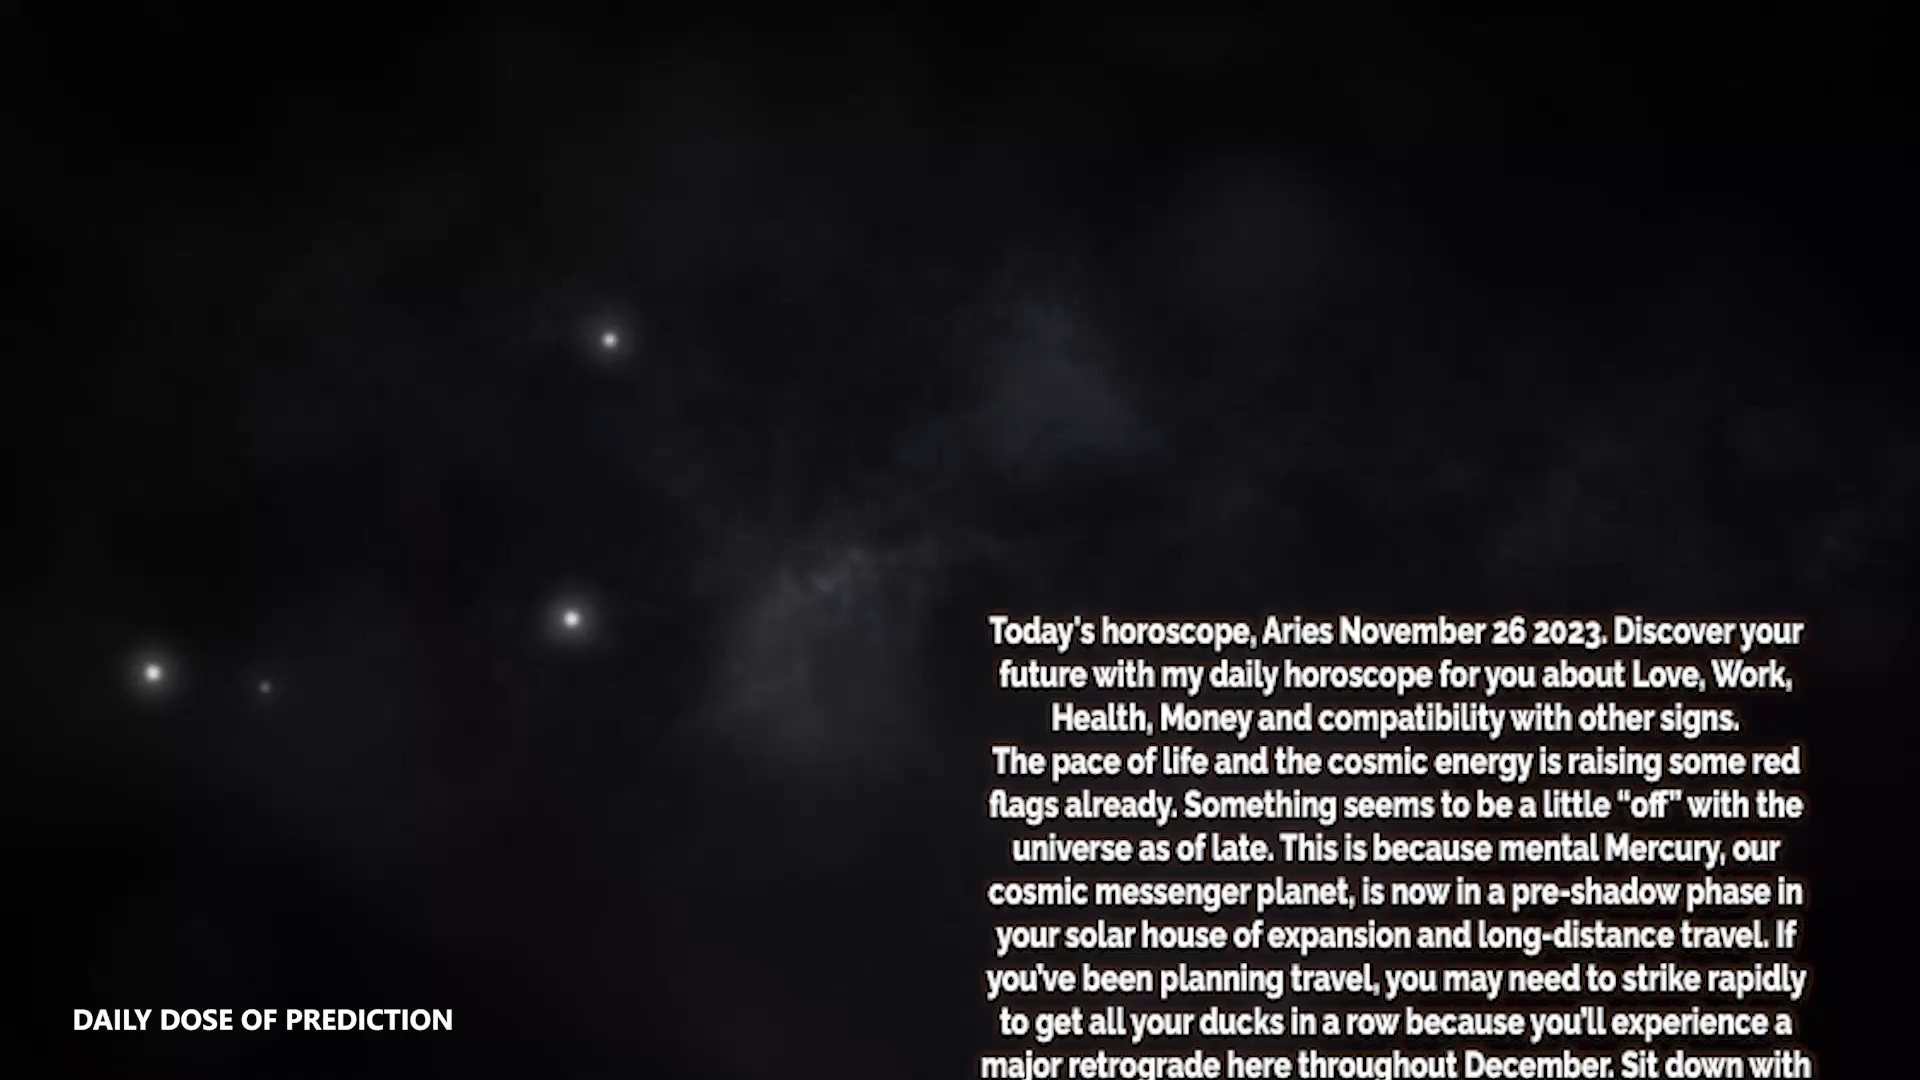 Today's horoscope, Aries November 26 2023. Discover your
future with my daily horoscope for you about Love, Work,
Health, Money and compatibility with other signs.
The pace of life and the cosmic energy is raising some red
flags already. Something seems to be a little “off” with the
universe as of late. This is because mental Mercury, our
cosmic messenger planet, is now in a pre-shadow phase in
your solar house of expansion and long-distance travel. If
you’ve been planning travel, you may need to strike rapidly
to get all your ducks in a row because you’ll experience a
major retrograde here throughout December. Sit down with
DAILY DOSE OF PREDICTION